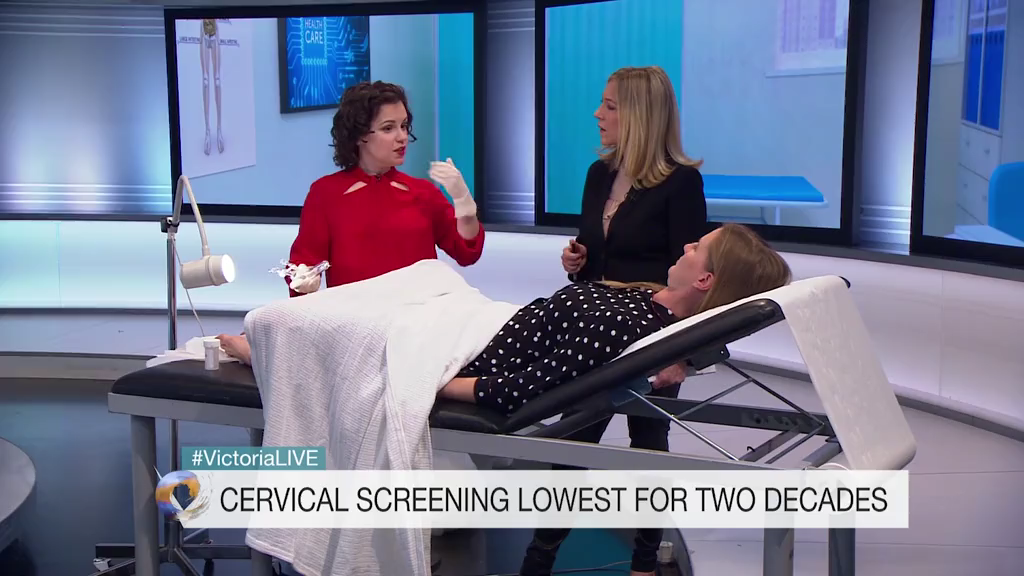 HEALTH
CARE
#VictoriaLIVE
CERVICAL SCREENING LOWEST FOR TWO DECADES